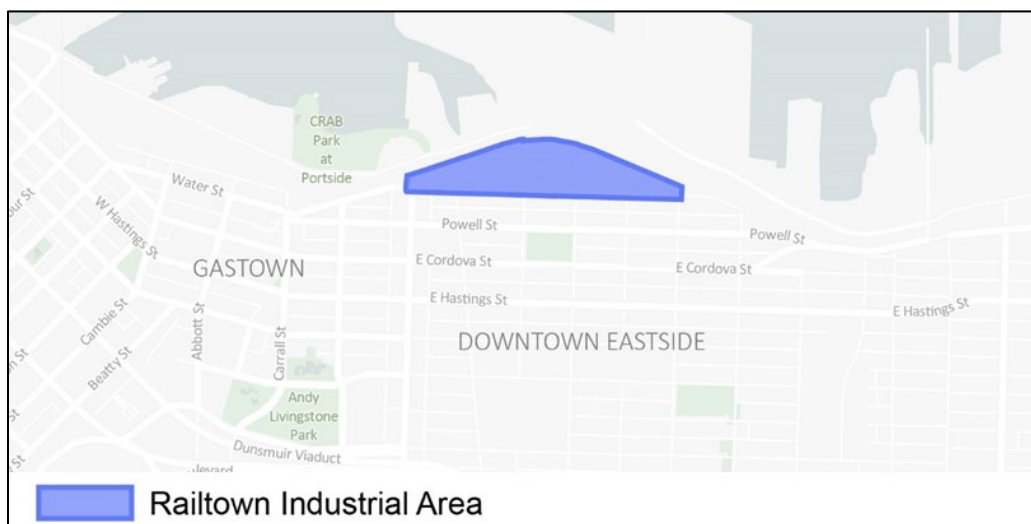 CRAB
Park
at
Portside
Water St
W Hastings St
Powell St
Powell St
GASTOWN
E Cordova St
E Cordova St
E Hastings St
E Hastings St
Cambie St
Abbott St
Carrall St
DOWNTOWN EASTSIDE
Beatty St
Andy
Livingstone
Park
Dunsmuir Viaduct
Railtown Industrial Area